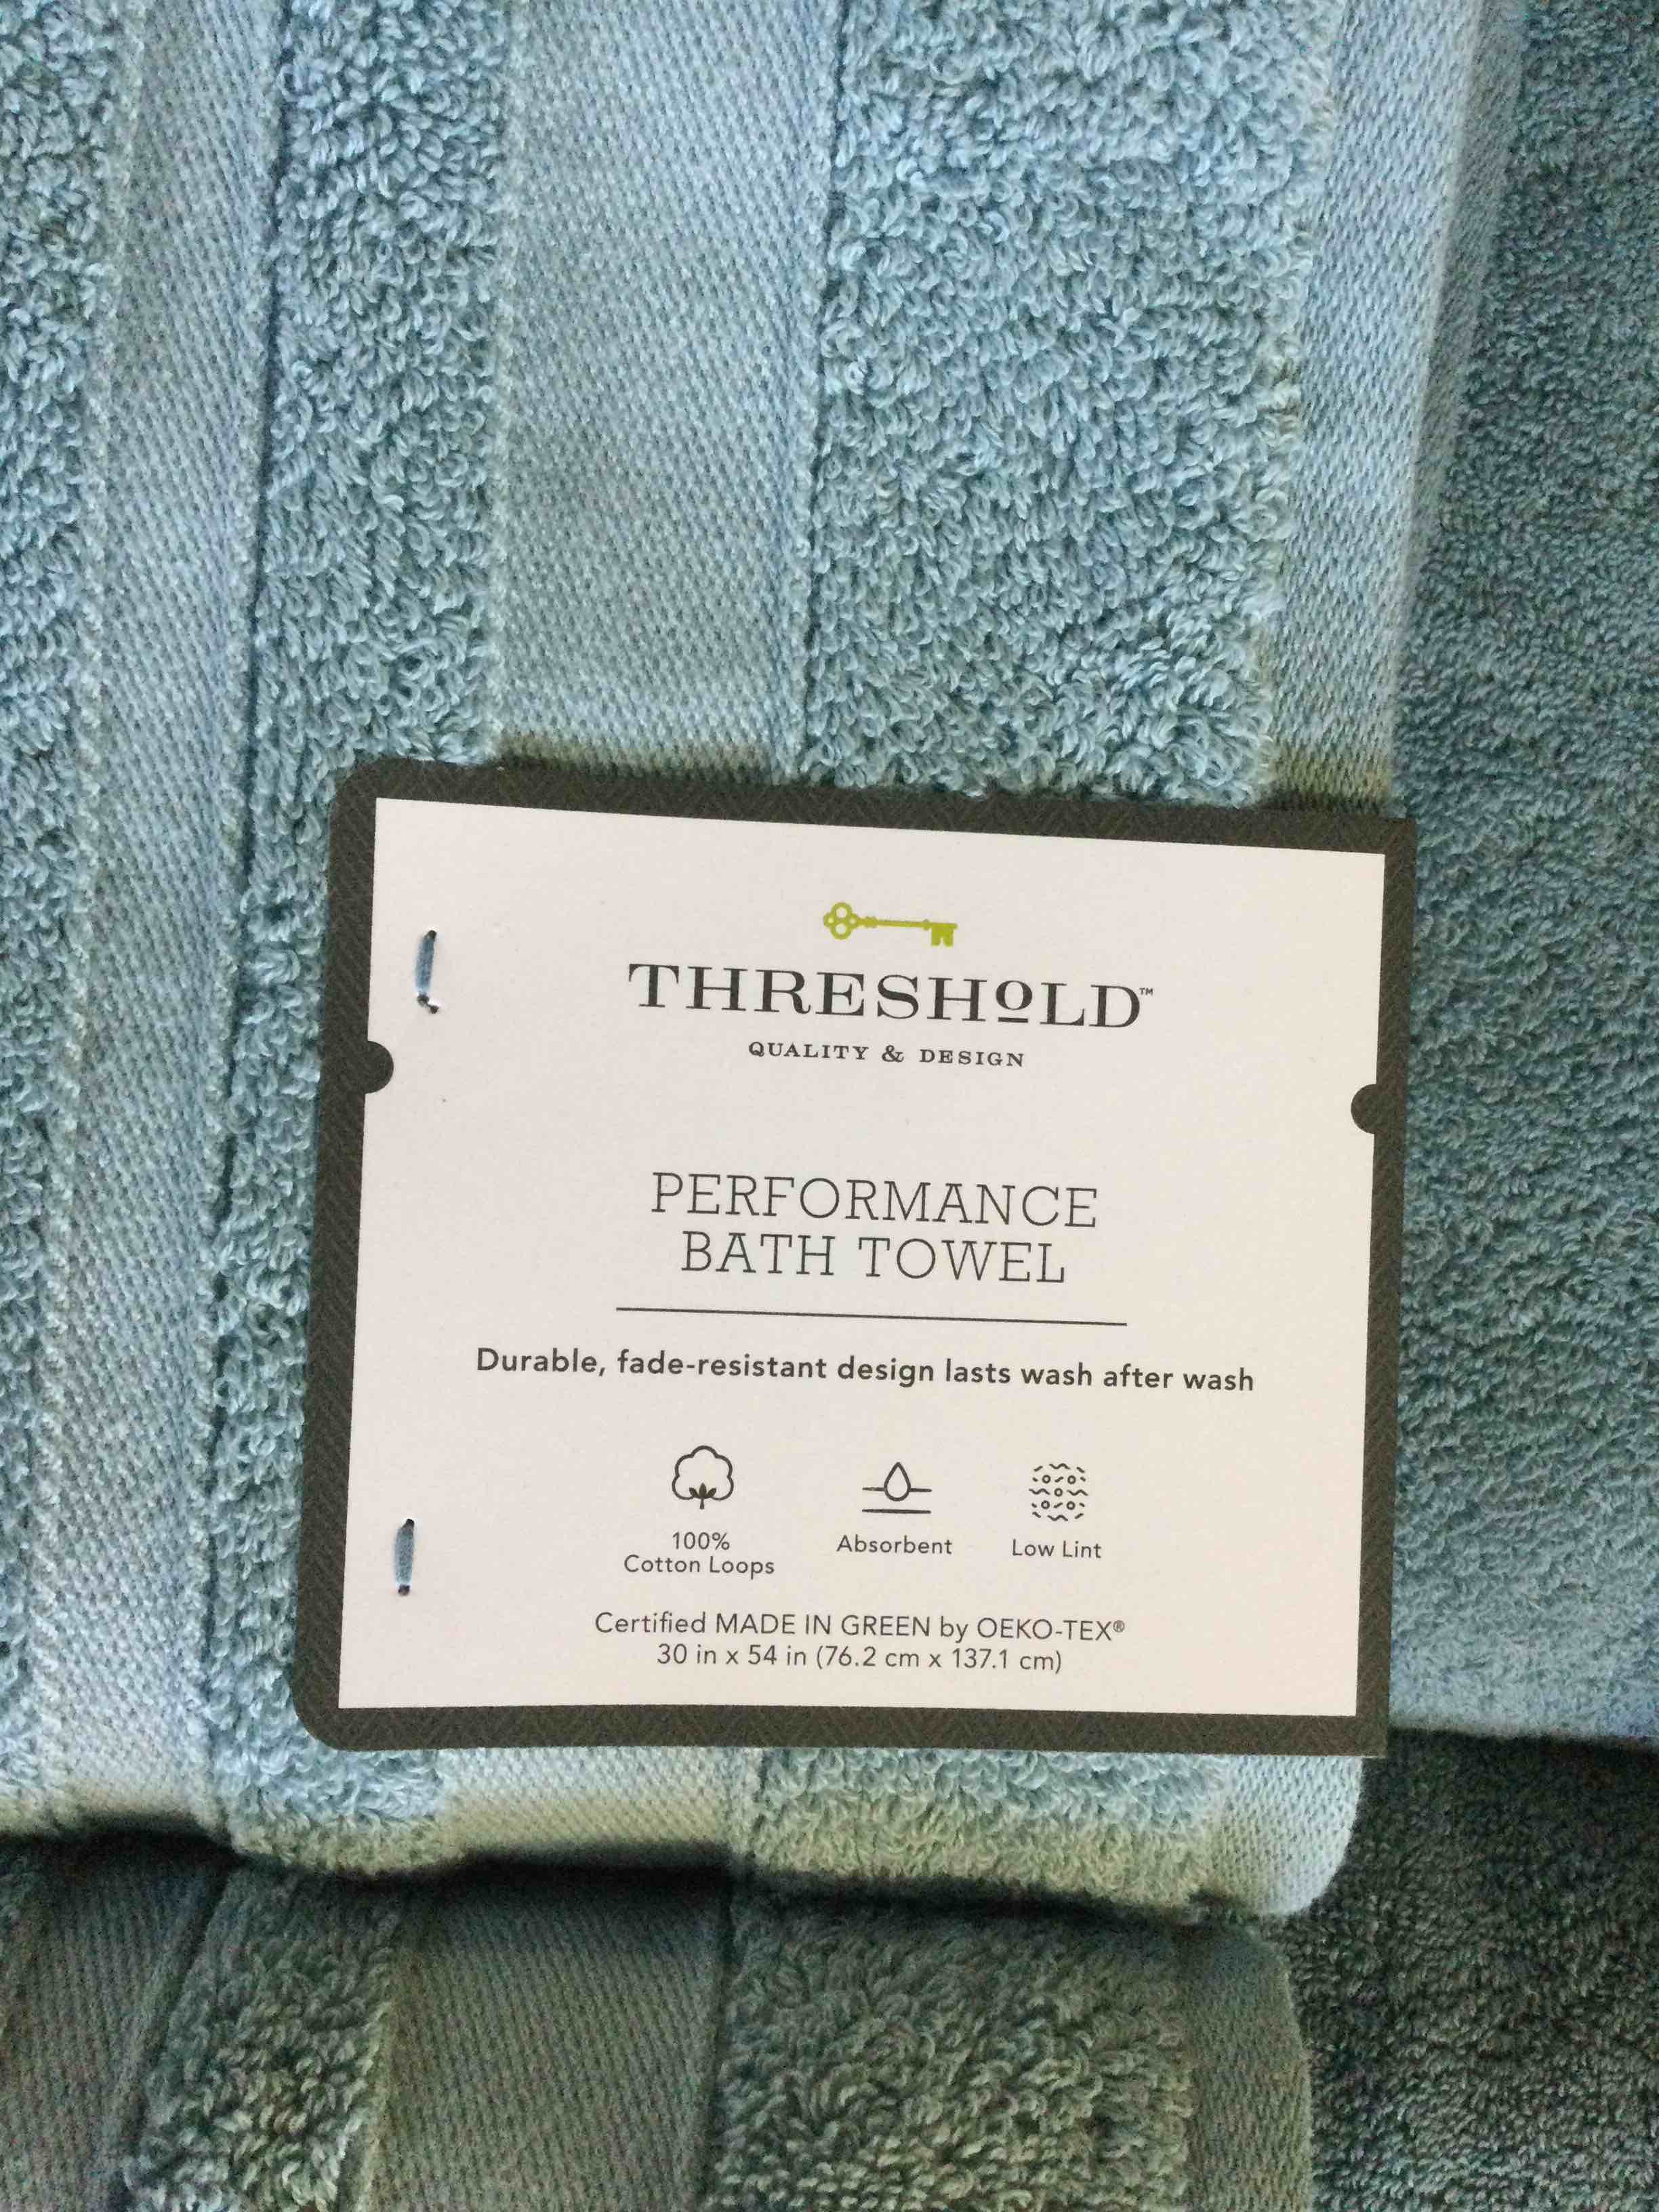 THRESHOLD™
QUALITY & DESIGN
PERFORMANCE
BATH TOWEL
Durable, fade-resistant design lasts wash after wash
100%
Cotton Loops
Absorbent
Low Lint
Certified MADE IN GREEN by OEKO-TEX®
30 in x 54 in (76.2 cm x 137.1 cm)